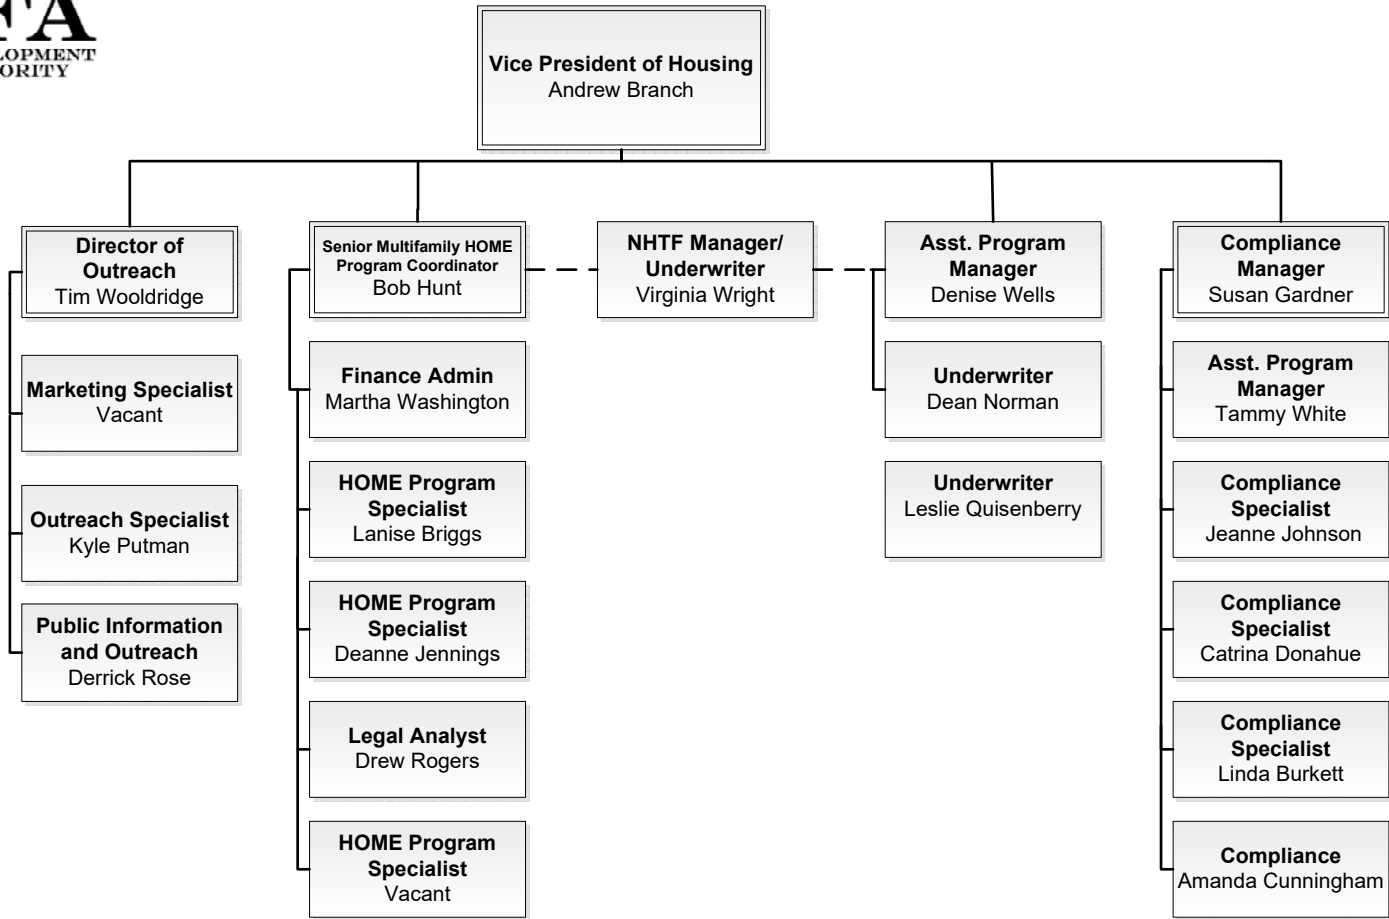 FA
LOPMENT
ORITY
Vice President of Housing
Andrew Branch
Director of
Outreach
Tim Wooldridge
Senior Multifamily HOME
Program Coordinator
Bob Hunt
NHTF Manager/
Underwriter
Virginia Wright
Asst. Program
Manager
Denise Wells
Compliance
Manager
Susan Gardner
Marketing Specialist
Vacant
Finance Admin
Martha Washington
Underwriter
Dean Norman
Asst. Program
Manager
Tammy White
Outreach Specialist
Kyle Putman
HOME Program
Specialist
Lanise Briggs
Underwriter
Leslie Quisenberry
Compliance
Specialist
Jeanne Johnson
Public Information
and Outreach
Derrick Rose
HOME Program
Specialist
Deanne Jennings
Compliance
Specialist
Catrina Donahue
Legal Analyst
Drew Rogers
Compliance
Specialist
Linda Burkett
HOME Program
Specialist
Vacant
Compliance
Amanda Cunningham